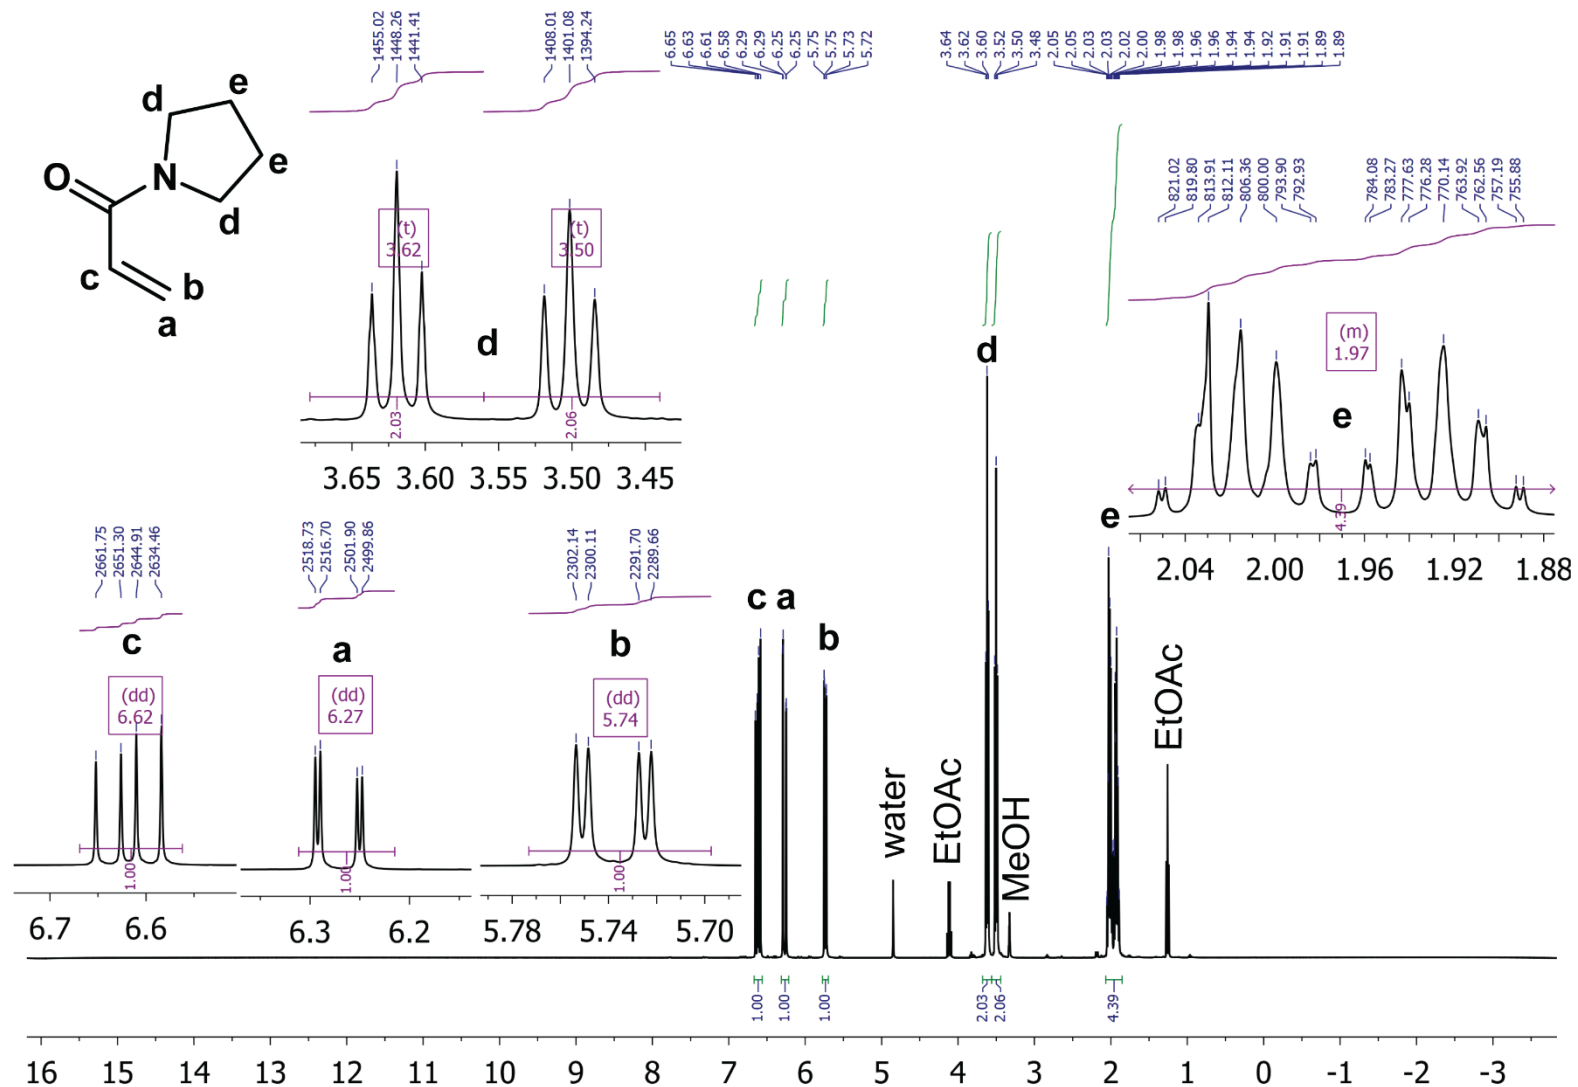 1455.02
1448.26
1441.41
1408.01
1401.08
1394.24
6.65
6.63
6.61
6.58
6.29
6.29
6.25
6.25
5.75
5.75
5.73
5.72
3.64
3.62
3.60
3.52
3.50
3.48
2.05
2.05
2.03
2.03
2.02
2.00
1.98
1.98
1.96
1.96
1.94
1.94
1.92
1.91
1.91
1.89
1.89
d
e
e
O
N
d
c
b
a
(t)
3.62
(t)
3.50
d
2.03
2.06
3.65 3.60 3.55 3.50 3.45
821.02
819.80
813.91
812.11
806.36
800.00
793.90
792.93
784.08
783.27
777.63
776.28
770.14
763.92
762.56
757.19
755.88
(m)
1.97
e
4.39
2.04 2.00 1.96 1.92 1.88
2661.75
2651.30
2644.91
2634.46
c
(dd)
6.62
1.00
6.7 6.6
2518.73
2516.70
2501.90
2499.86
a
(dd)
6.27
1.00
6.3 6.2
2302.14
2300.11
2291.70
2289.66
b
(dd)
5.74
1.00
5.78 5.74 5.70
c a
b
water
EtOAc
d
MeOH
e
EtOAc
1.00
1.00
1.00
2.03
2.06
4.39
16 15 14 13 12 11 10 9 8 7 6 5 4 3 2 1 0 -1 -2 -3